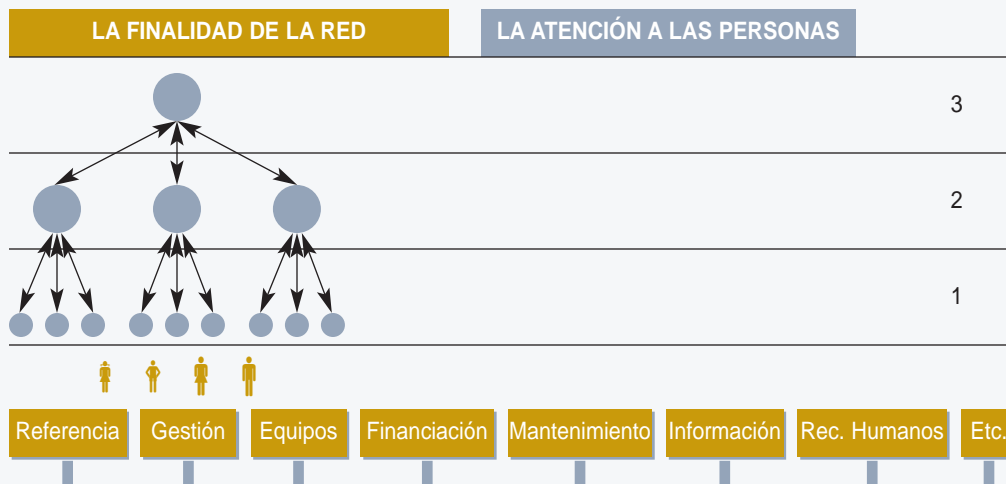 LA FINALIDAD DE LA RED
LA ATENCIÓN A LAS PERSONAS
3
2
1
Referencia
Gestión
Equipos
Financiación
Mantenimiento
Información
Rec. Humanos
Etc.